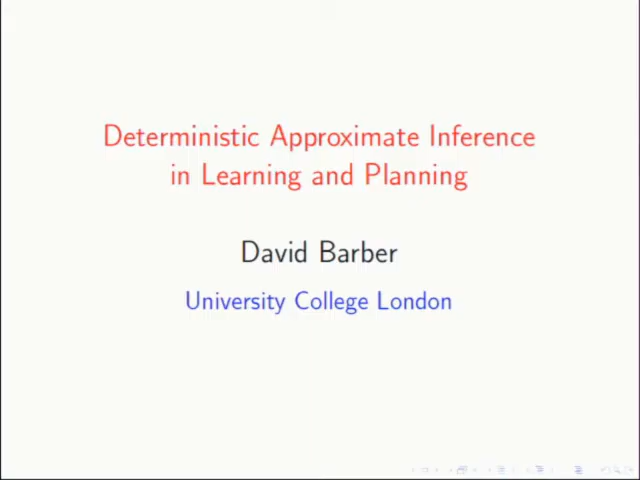 Deterministic Approximate Inference
in Learning and Planning
David Barber
University College London